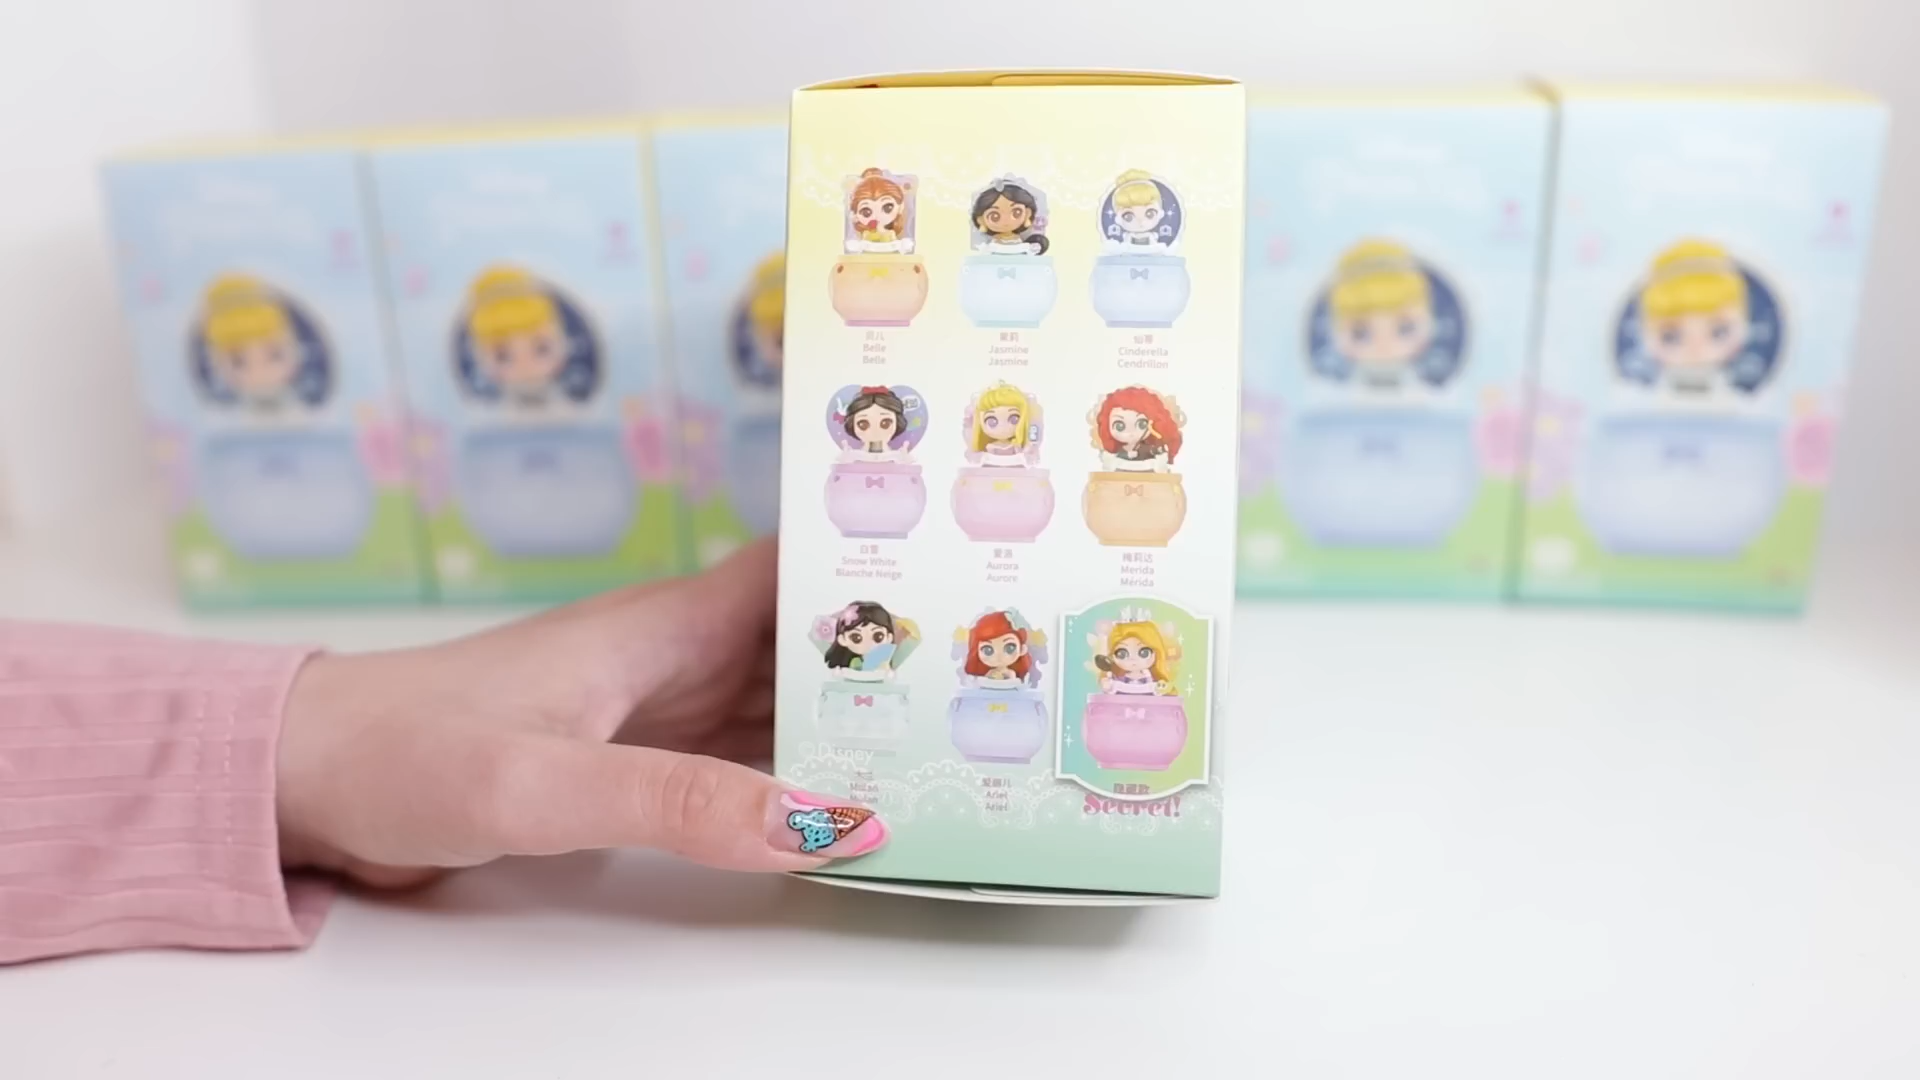 贝儿
Belle
Belle
茉莉
Jasmine
Jasmine
仙蒂
Cinderella
Cendrillon
白雪
Snow White
Blanche Neige
爱洛
Aurora
Aurore
梅莉达
Merida
Mérida
© Disney
木兰
Mulan
Mulan
爱丽儿
Ariel
Ariel
隐藏款
Secret!